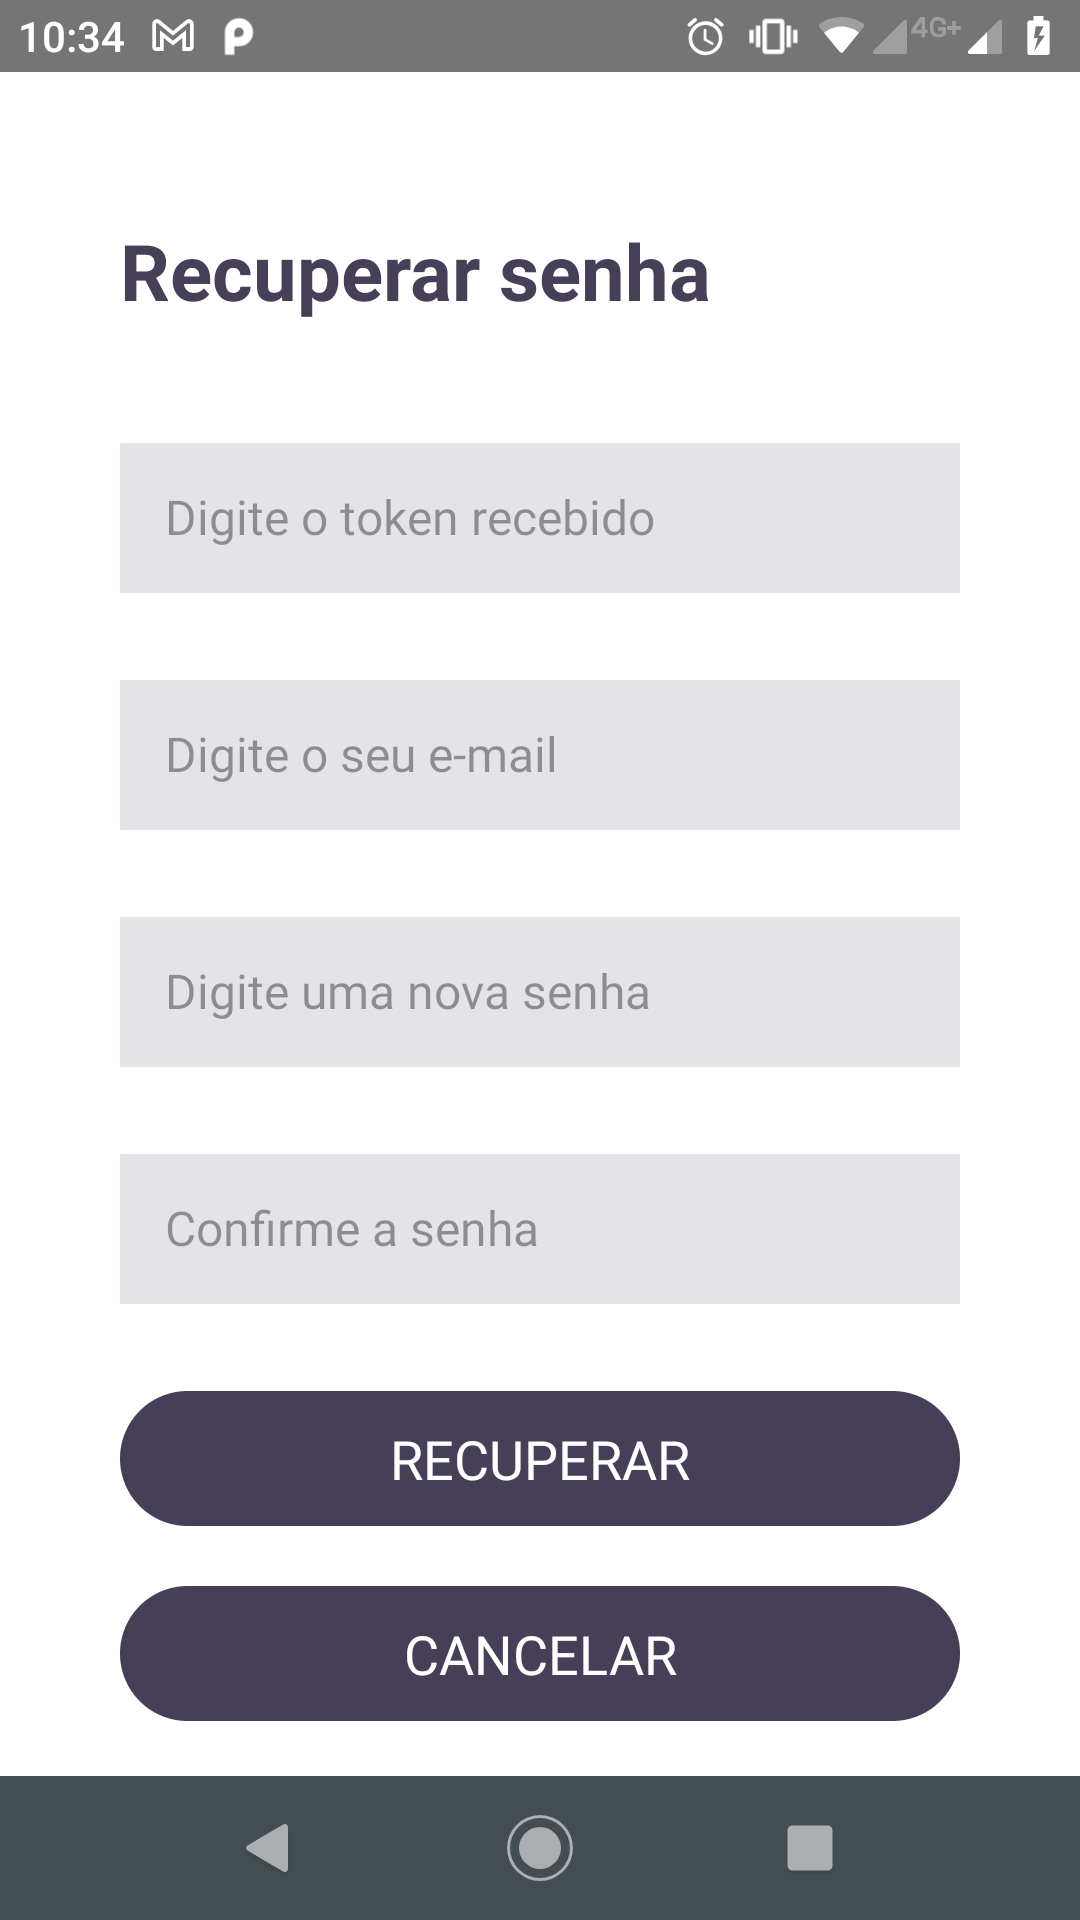 10:34
4G+
Recuperar senha
Digite o token recebido
Digite o seu e-mail
Digite uma nova senha
Confirme a senha
RECUPERAR
CANCELAR